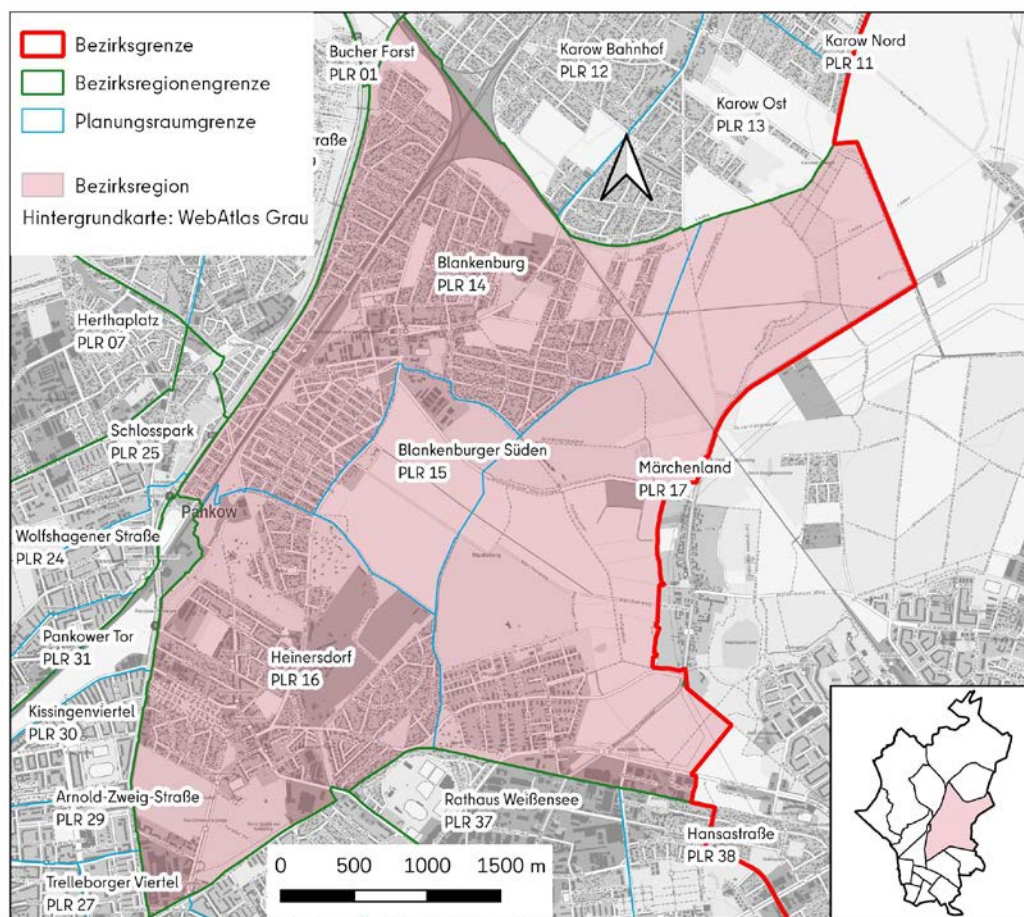 Bezirksgrenze
Bezirksregionengrenze
Planungsraumgrenze
Bezirksregion
Hintergrundkarte: WebAtlas Grau
Bucher Forst
PLR 01
Karow Bahnhof
PLR 12
Karow Nord
PLR 11
Karow Ost
PLR 13
Blankenburg
PLR 14
Herthaplatz
PLR 07
Schlosspark
PLR 25
Blankenburger Süden
PLR 15
Märchenland
PLR 17
Pankow
Wolfshagener Straße
PLR 24
Pankower Tor
PLR 31
Heinersdorf
PLR 16
Kissingenviertel
PLR 30
Arnold-Zweig-Straße
PLR 29
Rathaus Weißensee
PLR 37
Hansastraße
PLR 38
Trelleborger Viertel
PLR 27
0 500 1000 1500 m